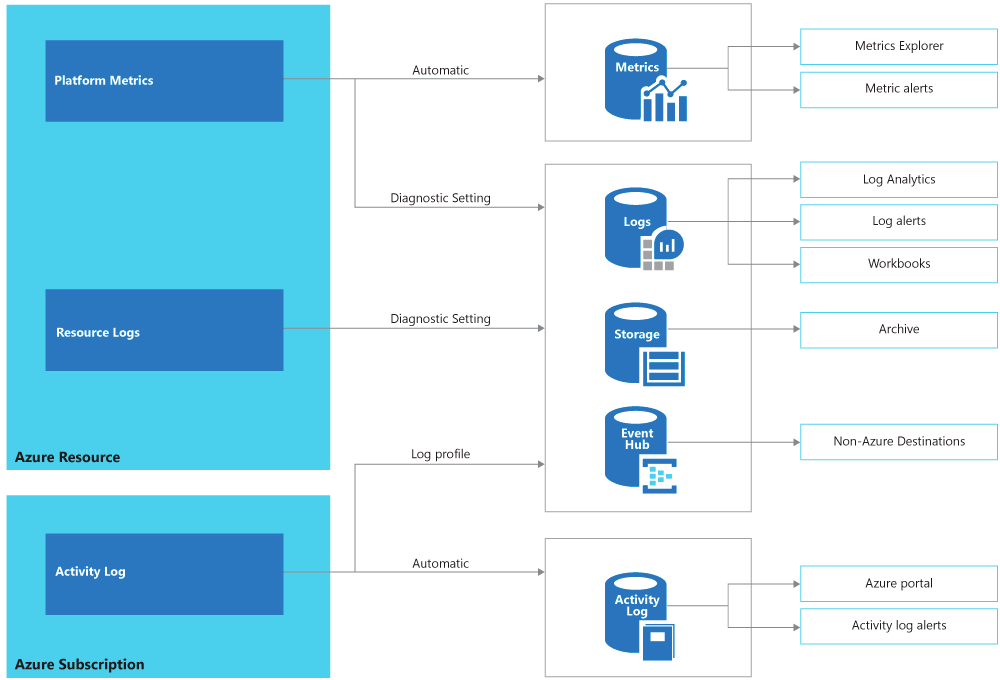 Platform Metrics
Automatic
Metrics
Metrics Explorer
Metric alerts
Diagnostic Setting
Logs
Log Analytics
Log alerts
Workbooks
Resource Logs
Diagnostic Setting
Storage
Archive
Event
Hub
Non-Azure Destinations
Log profile
Azure Resource
Activity Log
Automatic
Activity
Log
Azure portal
Activity log alerts
Azure Subscription